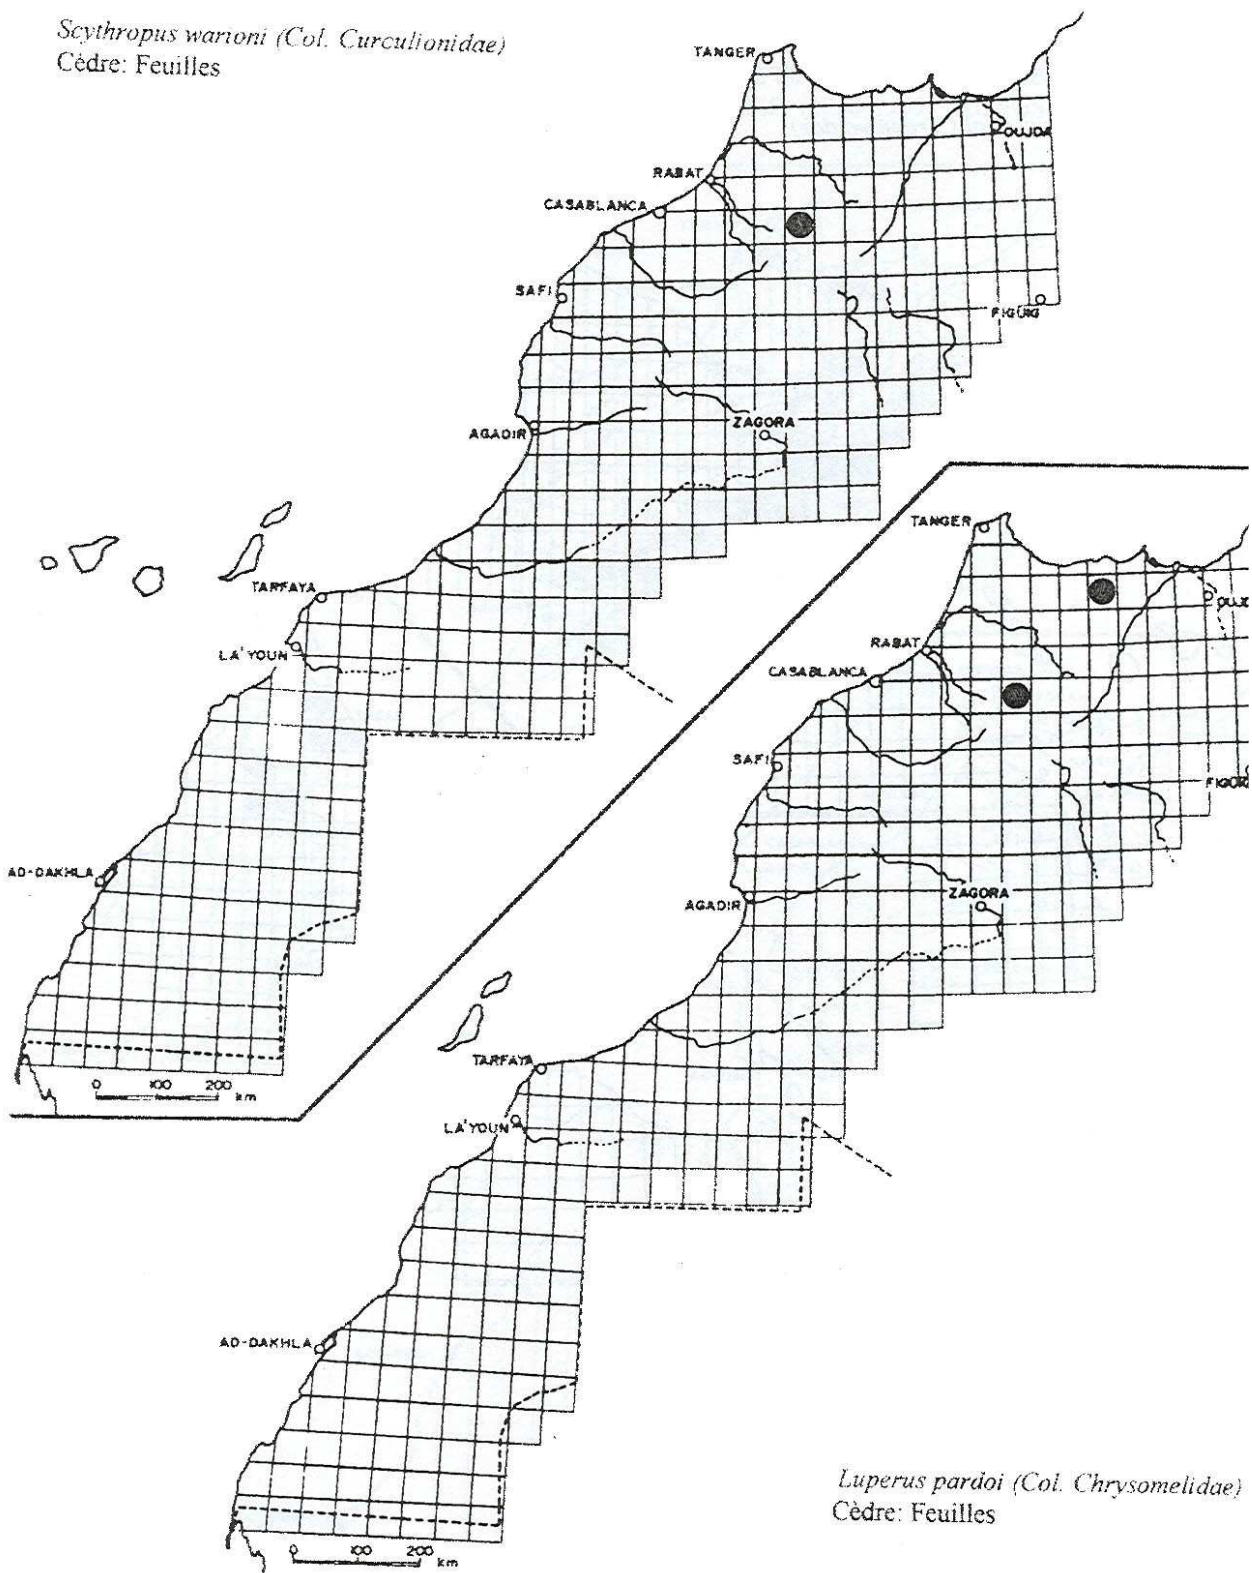 Scythropus warioni (Col. Curculionidae)
Cèdre: Feuilles
TANGER
OUJDA
RABAT
CASABLANCA
SAFI
FIGUIG
AGADIR
ZAGORA
TARFAYA
LA'YOUN
AD-DAKHLA
0 100 200 km
TANGER
OUJD
RABAT
CASABLANCA
SAFI
FIGUIG
AGADIR
ZAGORA
TARFAYA
LA'YOUN
AD-DAKHLA
0 100 200 km
Luperus pardoi (Col. Chrysomelidae)
Cèdre: Feuilles